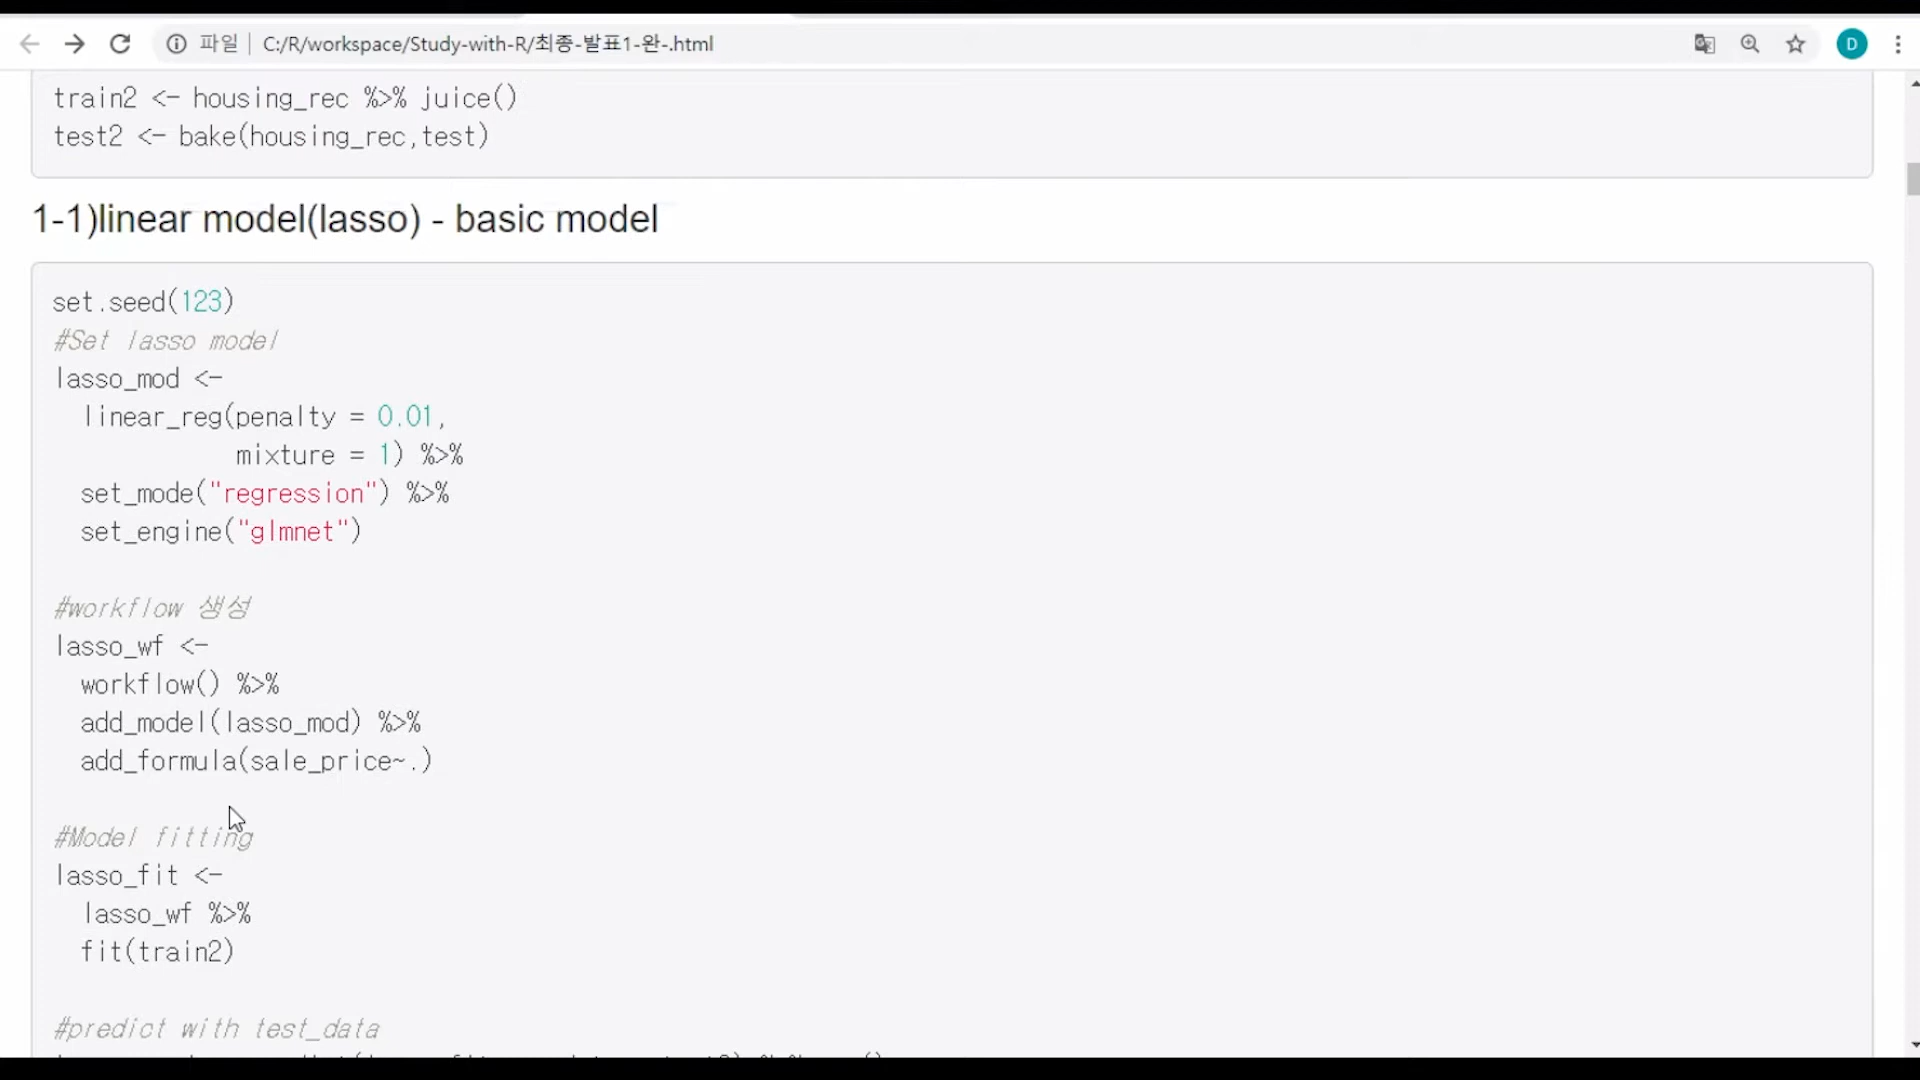 파일 C:/R/workspace/Study-with-R/최종-발표1-완-.html D
train2 <- housing_rec %>% juice()
test2 <- bake(housing_rec,test)
1-1)linear model(lasso) - basic model
set.seed(123)
#Set lasso model
lasso_mod <-
linear_reg(penalty = 0.01,
mixture = 1) %>%
set_mode("regression") %>%
set_engine("glmnet")
#workflow 생성
lasso_wf <-
workflow() %>%
add_model(lasso_mod) %>%
add_formula(sale_price~.)
#Model fitting
lasso_fit <-
lasso_wf %>%
fit(train2)
#predict with test_data